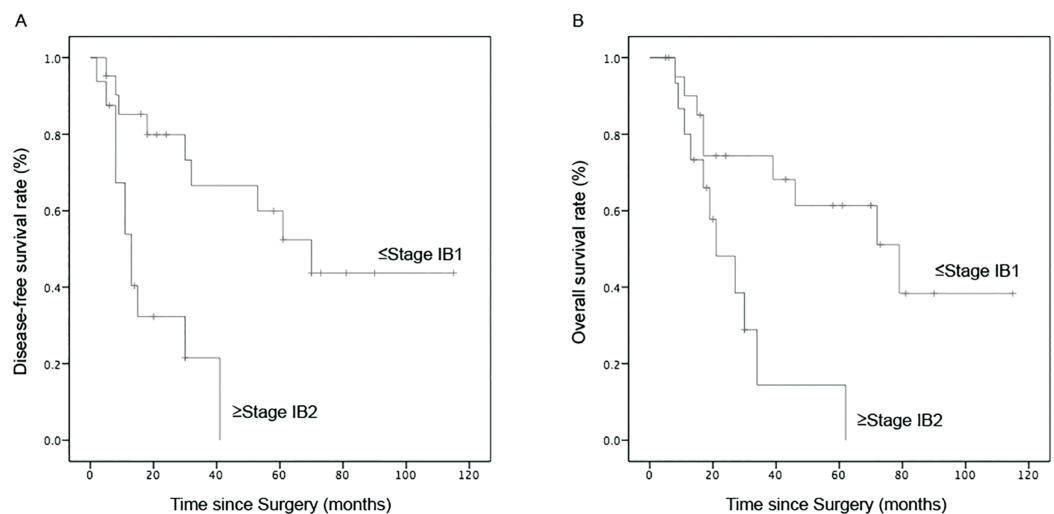 A
Disease-free survival rate (%)
1.0
0.8
0.6
0.4
0.2
0.0
≤Stage IB1
≥Stage IB2
0 20 40 60 80 100 120
Time since Surgery (months)
B
Overall survival rate (%)
1.0
0.8
0.6
0.4
0.2
0.0
≤Stage IB1
≥Stage IB2
0 20 40 60 80 100 120
Time since Surgery (months)